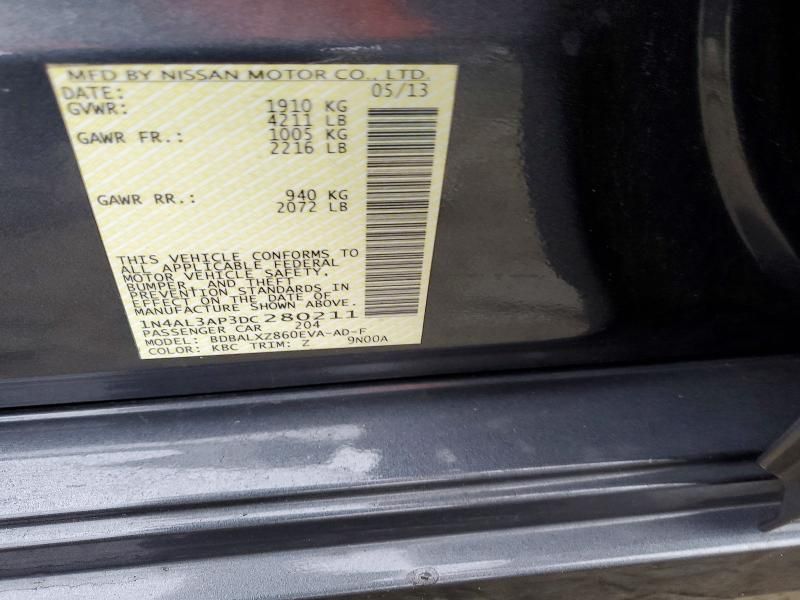 MFD BY NISSAN MOTOR CO., LTD.
DATE: 05/13
GVWR: 1910 KG
4211 LB
GAWR FR.: 1005 KG
2216 LB
GAWR RR.: 940 KG
2072 LB
THIS VEHICLE CONFORMS TO
ALL APPLICABLE FEDERAL
MOTOR VEHICLE SAFETY,
BUMPER, AND THEFT
PREVENTION STANDARDS IN
EFFECT ON THE DATE OF
MANUFACTURE SHOWN ABOVE.
1N4AL3AP3DC280211
PASSENGER CAR 204
MODEL: BDBALXZ860EVA-AD-F
COLOR: KBC TRIM: Z 9N00A